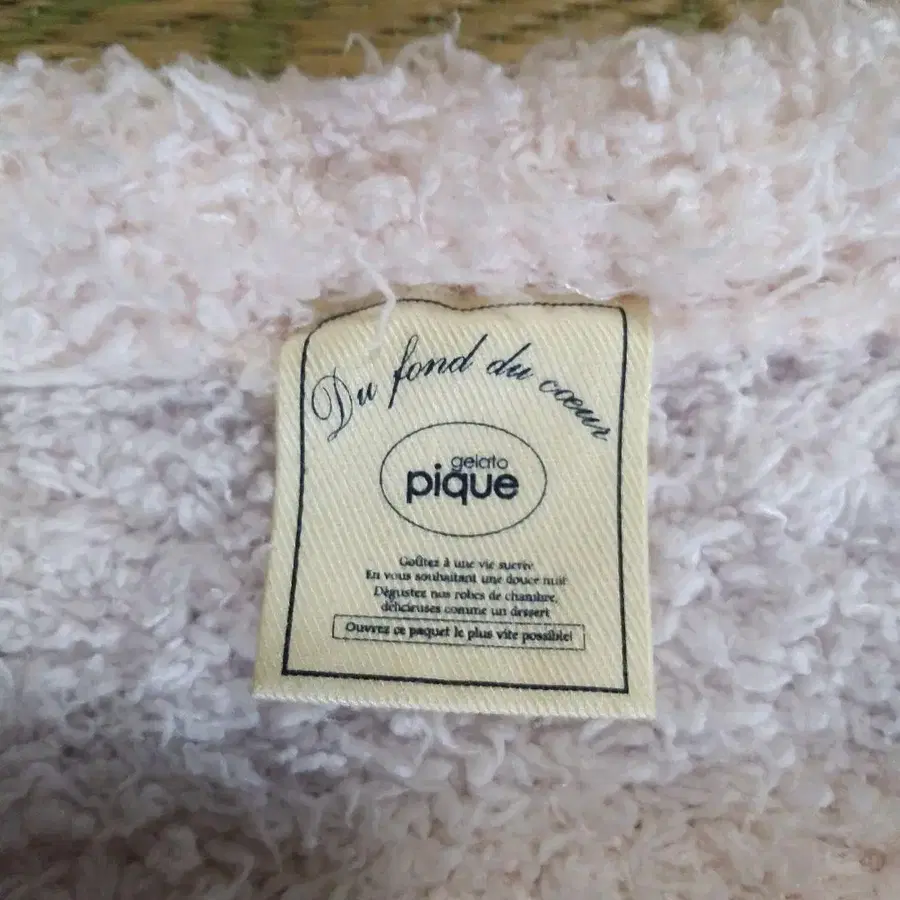 Du fond du cœur
gelato
pique
Goûtez à une vie sucrée
En vous souhaitant une douce nuit
Dégustez nos robes de chambre,
délicieuses comme un dessert
Ouvrez ce paquet le plus vite possible!